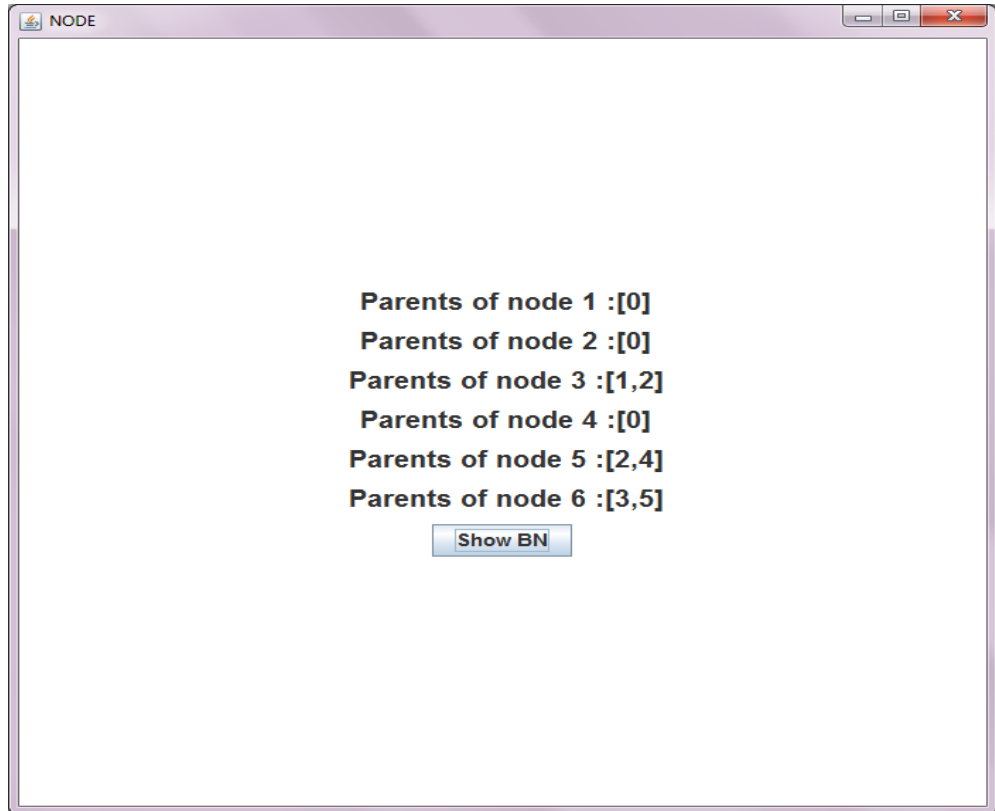 NODE
Parents of node 1 :[0]
Parents of node 2 :[0]
Parents of node 3 :[1,2]
Parents of node 4 :[0]
Parents of node 5 :[2,4]
Parents of node 6 :[3,5]
Show BN